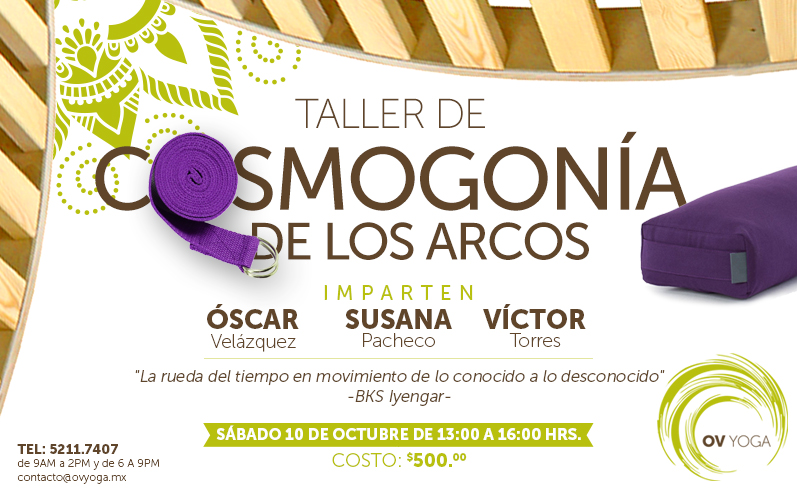 TALLER DE
COSMOGONÍA
DE LOS ARCOS
IMPARTEN
ÓSCAR SUSANA VÍCTOR
Velázquez Pacheco Torres
"La rueda del tiempo en movimiento de lo conocido a lo desconocido"
-BKS Iyengar-
SÁBADO 10 DE OCTUBRE DE 13:00 A 16:00 HRS.
COSTO: $500.00
TEL: 5211.7407
de 9AM a 2PM y de 6 A 9PM
contacto@ovyoga.mx
OV YOGA